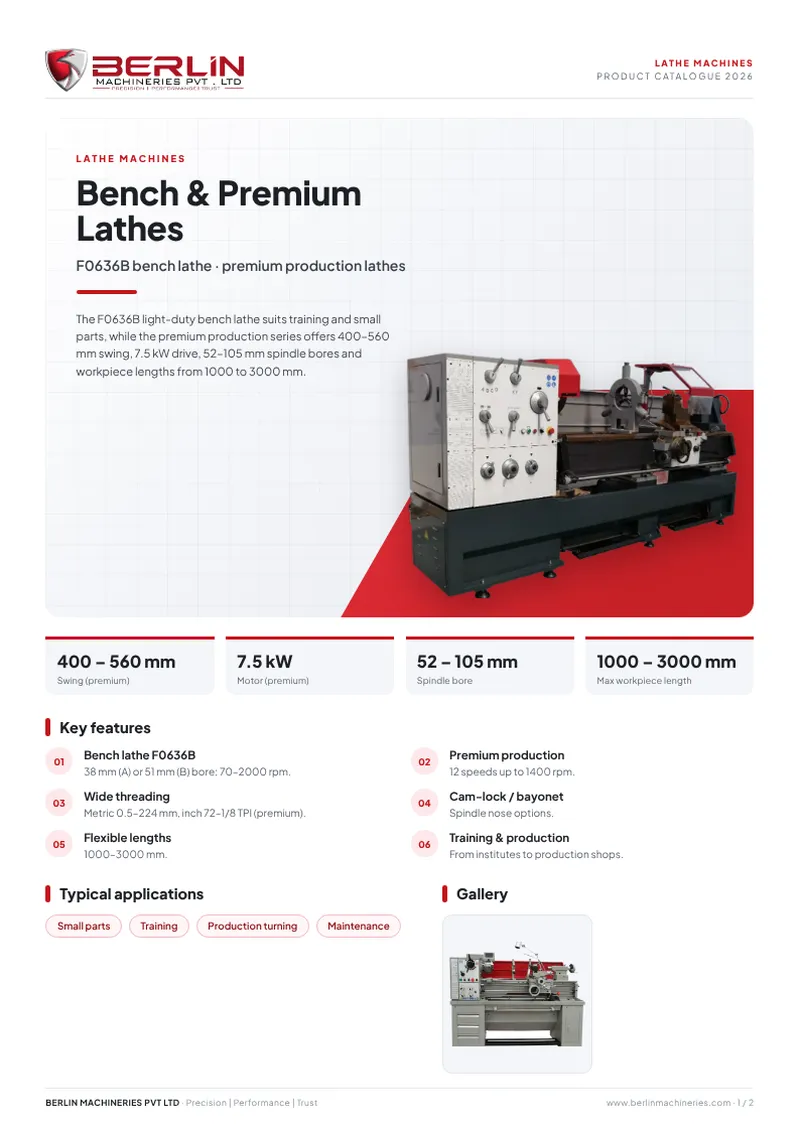 BERLIN
MACHINERIES PVT . LTD
PRECISION | PERFORMANCE | TRUST
LATHE MACHINES
PRODUCT CATALOGUE 2026
LATHE MACHINES
Bench & Premium
Lathes
F0636B bench lathe · premium production lathes
The F0636B light-duty bench lathe suits training and small
parts, while the premium production series offers 400–560
mm swing, 7.5 kW drive, 52–105 mm spindle bores and
workpiece lengths from 1000 to 3000 mm.
400 – 560 mm
Swing (premium)
7.5 kW
Motor (premium)
52 – 105 mm
Spindle bore
1000 – 3000 mm
Max workpiece length
Key features
01
Bench lathe F0636B
38 mm (A) or 51 mm (B) bore; 70–2000 rpm.
02
Premium production
12 speeds up to 1400 rpm.
03
Wide threading
Metric 0.5–224 mm, inch 72–1/8 TPI (premium).
04
Cam-lock / bayonet
Spindle nose options.
05
Flexible lengths
1000–3000 mm.
06
Training & production
From institutes to production shops.
Typical applications
Small parts
Training
Production turning
Maintenance
Gallery
BERLIN MACHINERIES PVT LTD · Precision | Performance | Trust
www.berlinmachineries.com · 1 / 2